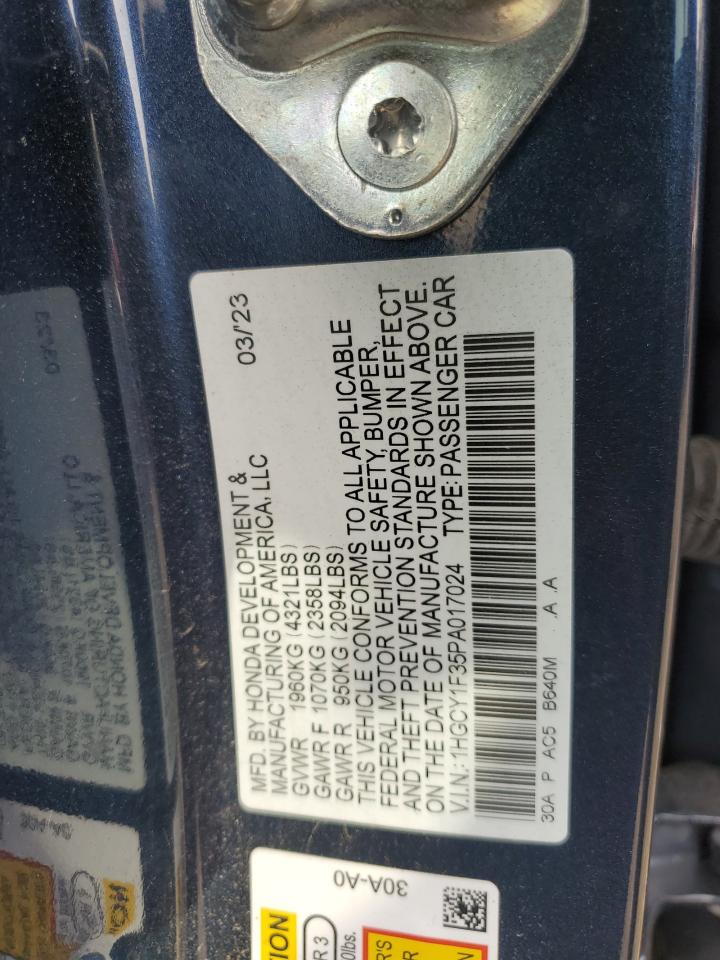 MFD. BY HONDA DEVELOPMENT & 03/'23
MANUFACTURING OF AMERICA, LLC
GVWR 1960KG (4321LBS)
GAWR F 1070KG (2358LBS)
GAWR R 950KG (2094LBS)
THIS VEHICLE CONFORMS TO ALL APPLICABLE
FEDERAL MOTOR VEHICLE SAFETY, BUMPER,
AND THEFT PREVENTION STANDARDS IN EFFECT
ON THE DATE OF MANUFACTURE SHOWN ABOVE.
V.I.N.: 1HGCY1F35PA017024 TYPE: PASSENGER CAR
30A P AC5 B640M .A .A
30A-A0